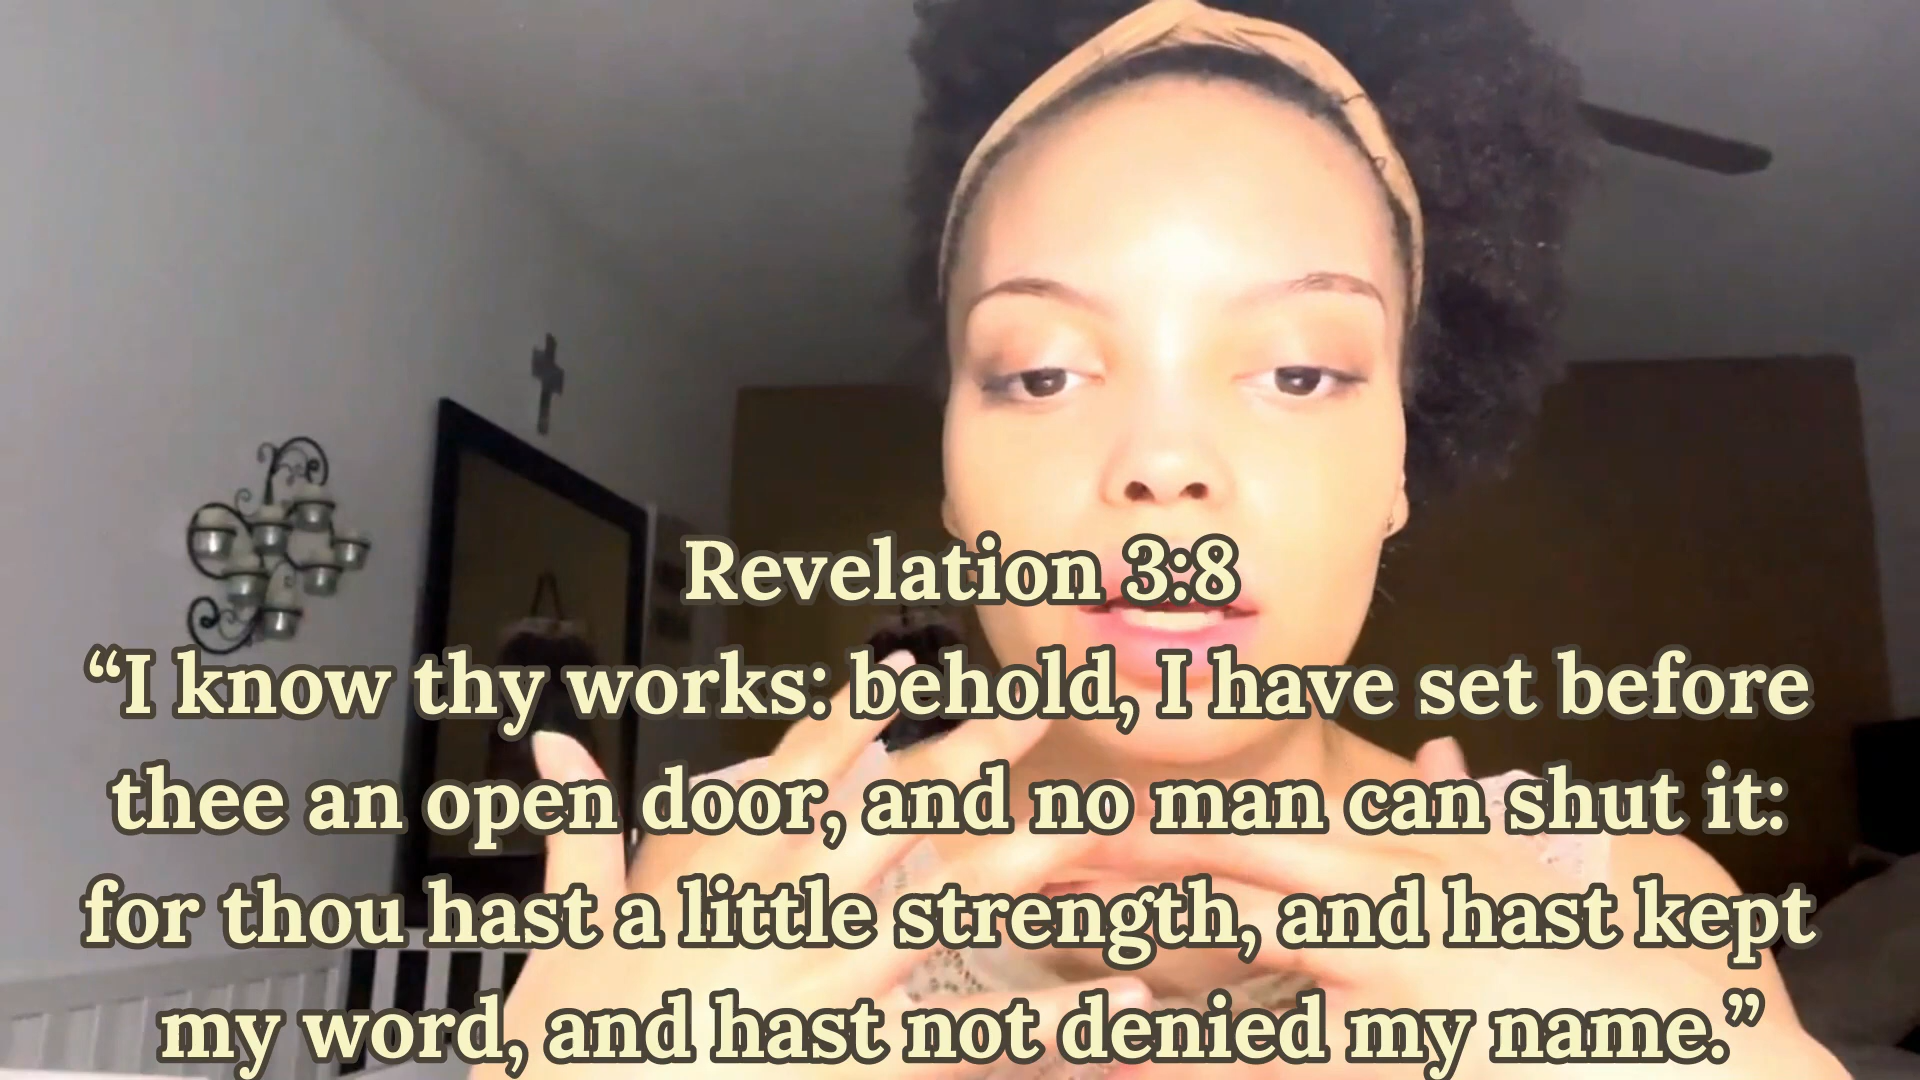 Revelation 3:8
“I know thy works: behold, I have set before
thee an open door, and no man can shut it:
for thou hast a little strength, and hast kept
my word, and hast not denied my name.”